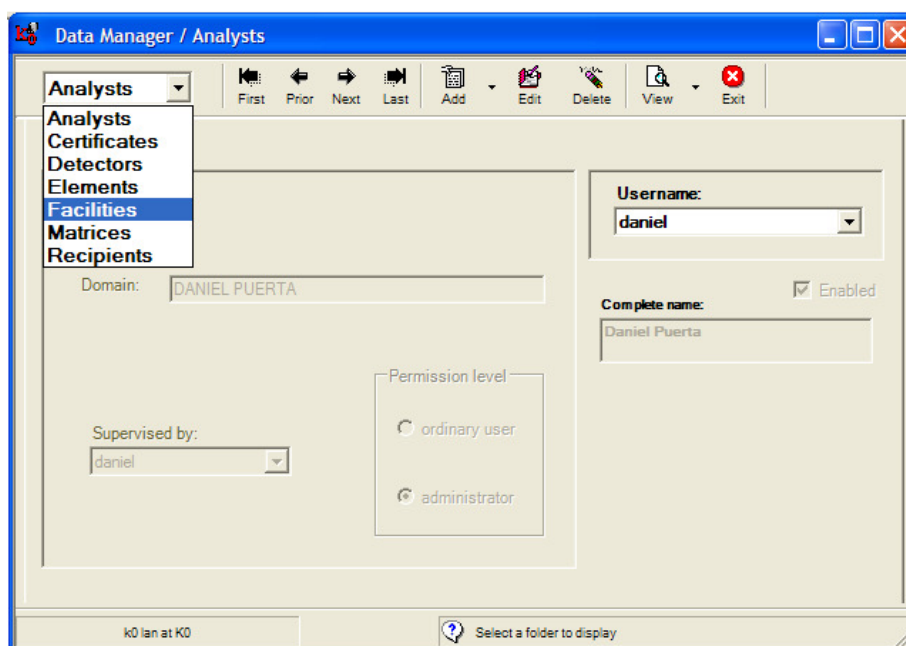 Data Manager / Analysts
Analysts
First Prior Next Last Add Edit Delete View Exit
Analysts
Certificates
Detectors
Elements
Facilities
Matrices
Recipients
Domain: DANIEL PUERTA
Supervised by:
daniel
Permission level
ordinary user
administrator
Username:
daniel
Enabled
Complete name:
Daniel Puerta
k0 lan at K0
Select a folder to display